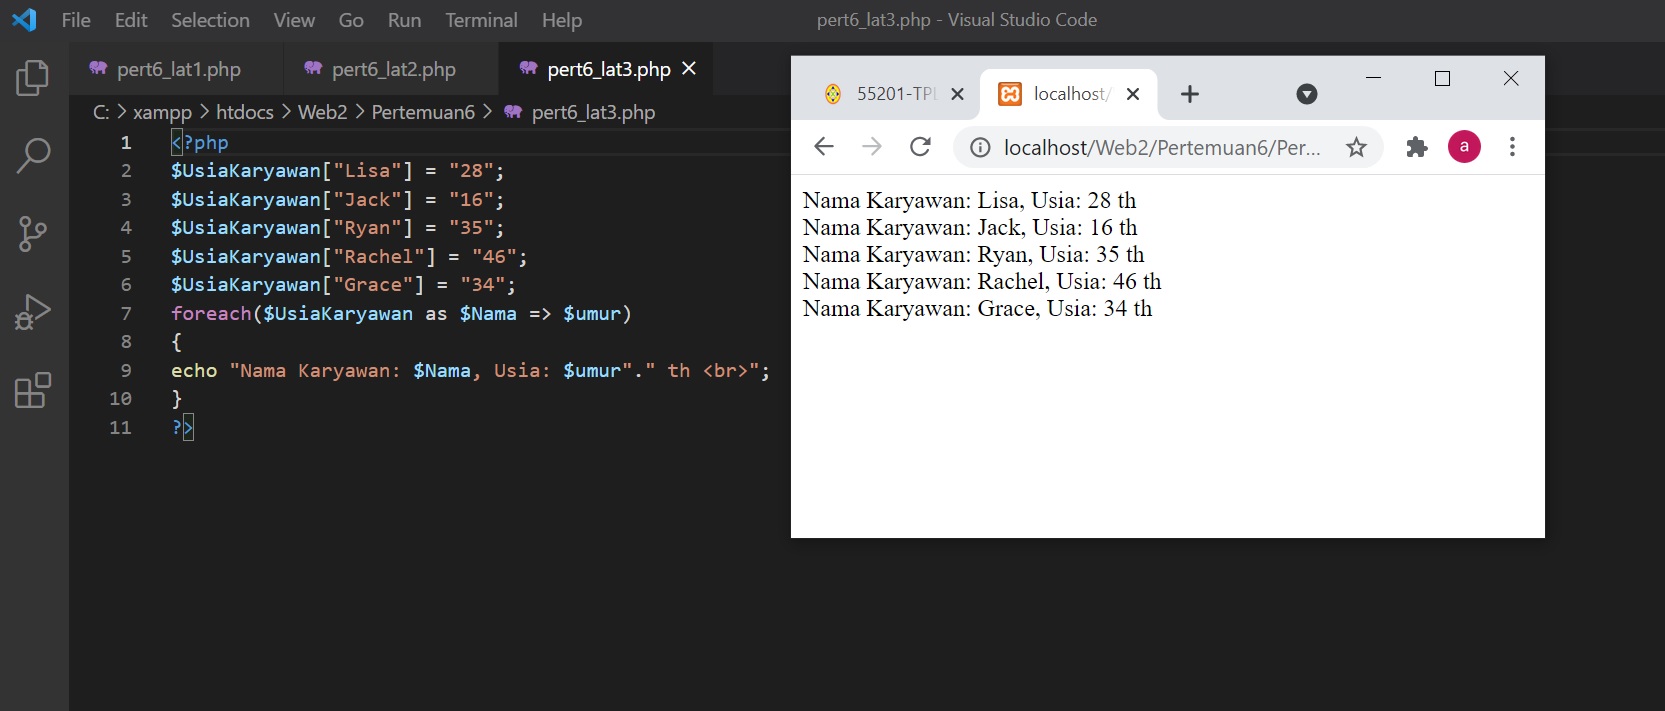 File Edit Selection View Go Run Terminal Help pert6_lat3.php - Visual Studio Code
pert6_lat1.php pert6_lat2.php pert6_lat3.php
C: > xampp > htdocs > Web2 > Pertemuan6 > pert6_lat3.php
1 <?php
2 $UsiaKaryawan["Lisa"] = "28";
3 $UsiaKaryawan["Jack"] = "16";
4 $UsiaKaryawan["Ryan"] = "35";
5 $UsiaKaryawan["Rachel"] = "46";
6 $UsiaKaryawan["Grace"] = "34";
7 foreach($UsiaKaryawan as $Nama => $umur)
8 {
9 echo "Nama Karyawan: $Nama, Usia: $umur"." th <br>";
10 }
11 ?>
55201-TPL localhost/
localhost/Web2/Pertemuan6/Per... a
Nama Karyawan: Lisa, Usia: 28 th
Nama Karyawan: Jack, Usia: 16 th
Nama Karyawan: Ryan, Usia: 35 th
Nama Karyawan: Rachel, Usia: 46 th
Nama Karyawan: Grace, Usia: 34 th